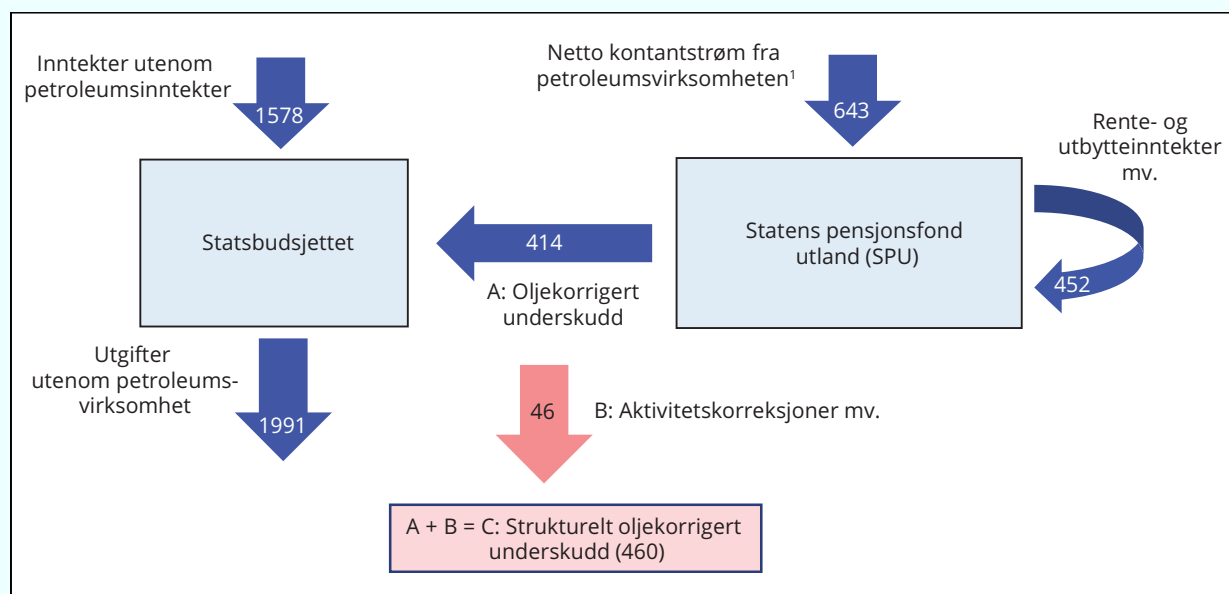 Inntekter utenom
petroleumsinntekter
1578
Netto kontantstrøm fra
petroleumsvirksomheten¹
643
Rente- og
utbytteinntekter
mv.
Statsbudsjettet
414
Statens pensjonsfond
utland (SPU)
452
A: Oljekorrigert
underskudd
Utgifter
utenom petroleums-
virksomhet
1991
46
B: Aktivitetskorreksjoner mv.
A + B = C: Strukturelt oljekorrigert
underskudd (460)